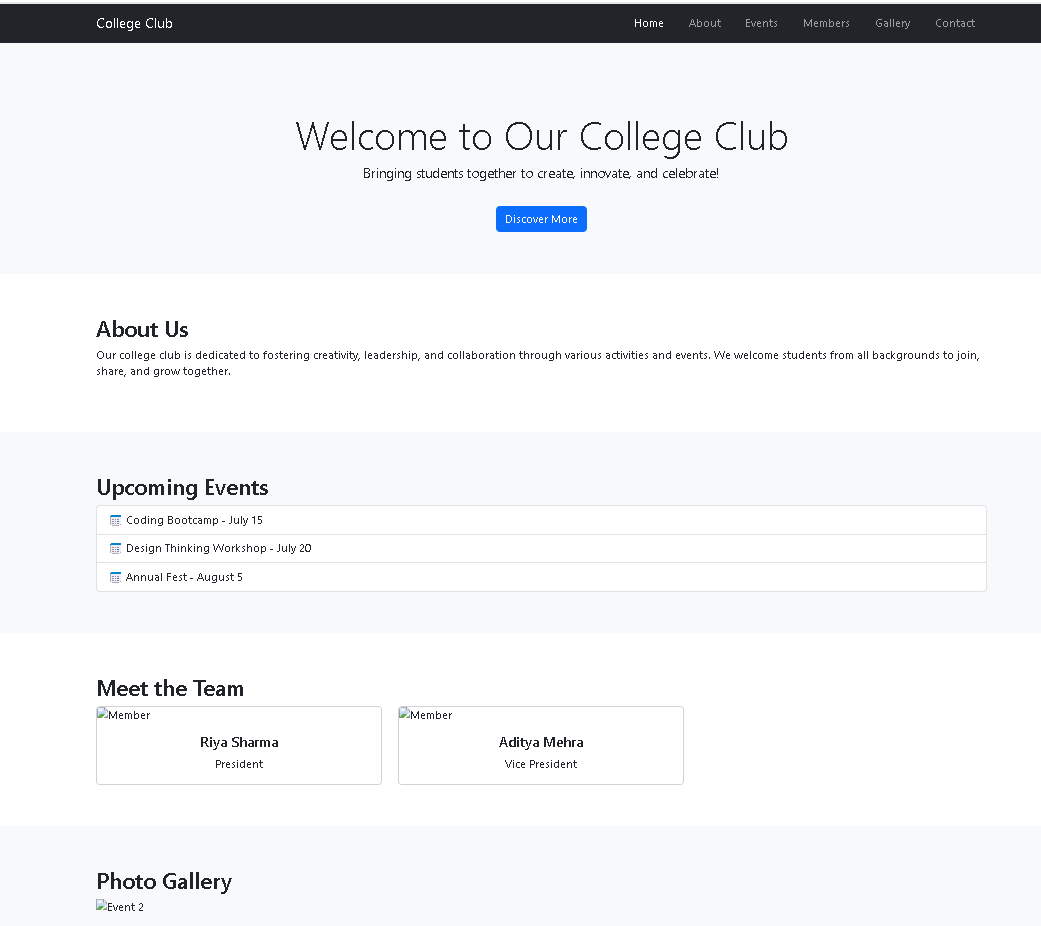 College Club
Home About Events Members Gallery Contact
Welcome to Our College Club
Bringing students together to create, innovate, and celebrate!
Discover More
About Us
Our college club is dedicated to fostering creativity, leadership, and collaboration through various activities and events. We welcome students from all backgrounds to join,
share, and grow together.
Upcoming Events
Coding Bootcamp - July 15
Design Thinking Workshop - July 20
Annual Fest - August 5
Meet the Team
Member
Riya Sharma
President
Member
Aditya Mehra
Vice President
Photo Gallery
Event 2